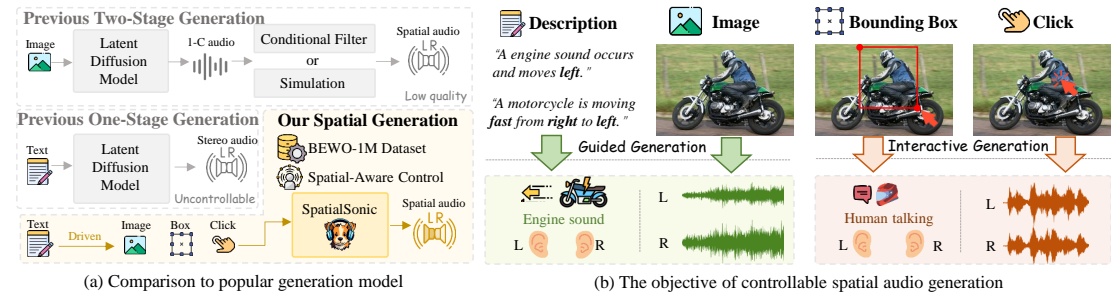 Previous Two-Stage Generation
Image
Latent
Diffusion
Model
1-C audio
Conditional Filter
or
Simulation
Spatial audio
L R
Low quality
Previous One-Stage Generation
Text
Latent
Diffusion
Model
Stereo audio
L R
Uncontrollable
Our Spatial Generation
BEWO-1M Dataset
Spatial-Aware Control
Text
Driven
Image
Box
Click
SpatialSonic
Spatial audio
L R
(a) Comparison to popular generation model
Description
Image
Bounding Box
Click
"A engine sound occurs
and moves left."
"A motorcycle is moving
fast from right to left."
Guided Generation
Interactive Generation
Engine sound
L
R
L
R
Human talking
L
R
L
R
(b) The objective of controllable spatial audio generation